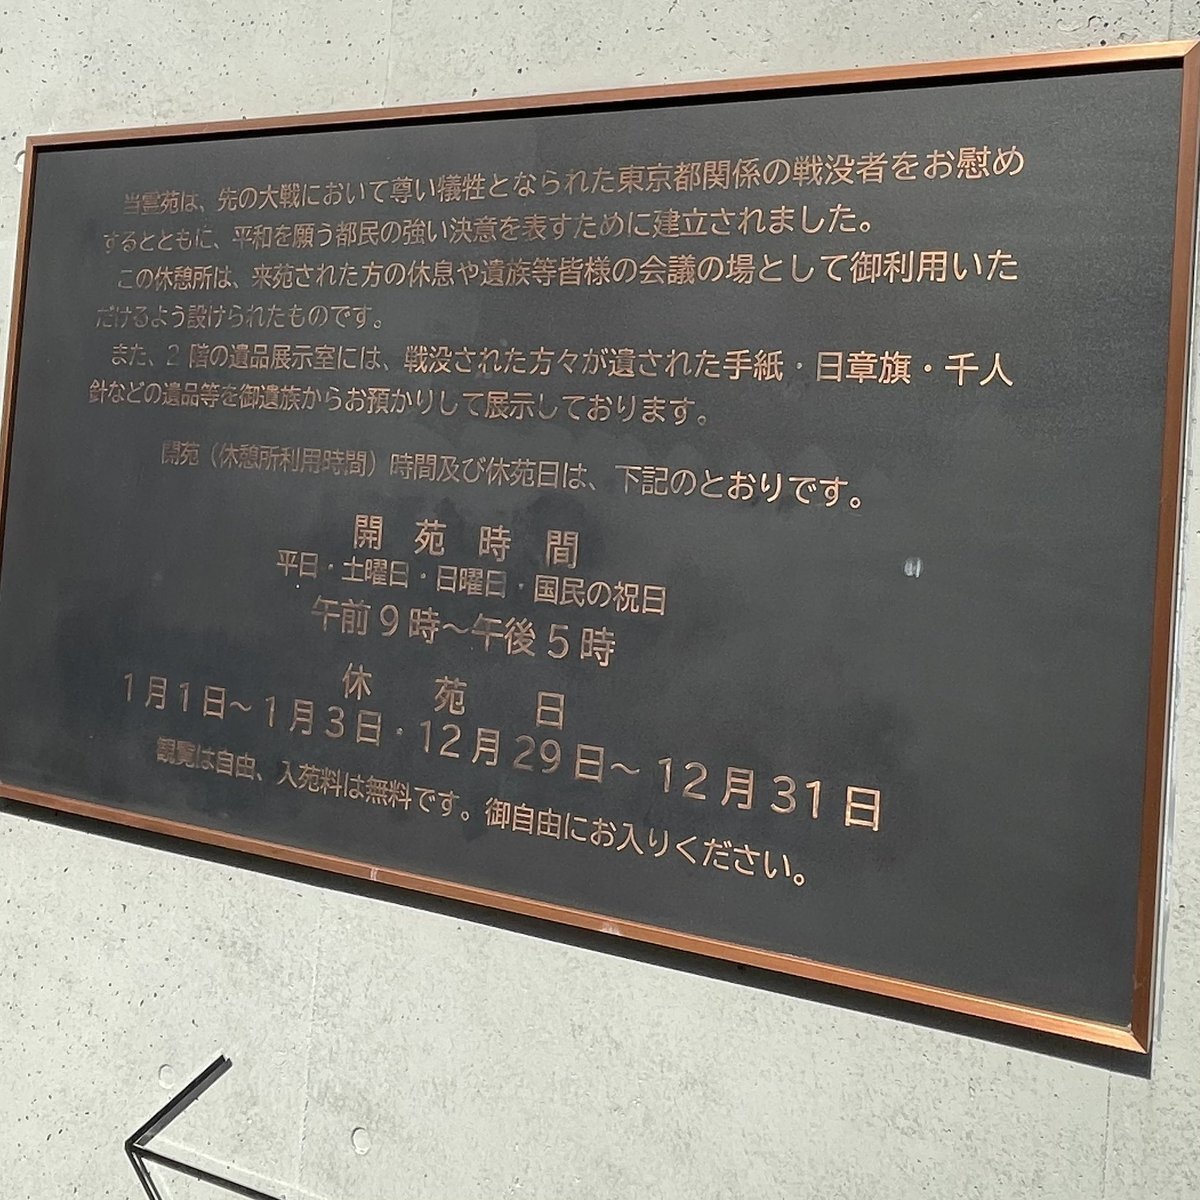 当霊苑は、先の大戦において尊い犠牲となられた東京都関係の戦没者をお慰め
するとともに、平和を願う都民の強い決意を表すために建立されました。
この休憩所は、来苑された方の休息や遺族等皆様の会議の場として御利用いた
だけるよう設けられたものです。
また、2階の遺品展示室には、戦没された方々が遺された手紙・日章旗・千人
針などの遺品等を御遺族からお預かりして展示しております。
開苑（休憩所利用時間）時間及び休苑日は、下記のとおりです。
開 苑 時 間
平日・土曜日・日曜日・国民の祝日
午前9時～午後5時
休 苑 日
1月1日～1月3日・12月29日～12月31日
観覧は自由、入苑料は無料です。御自由にお入りください。